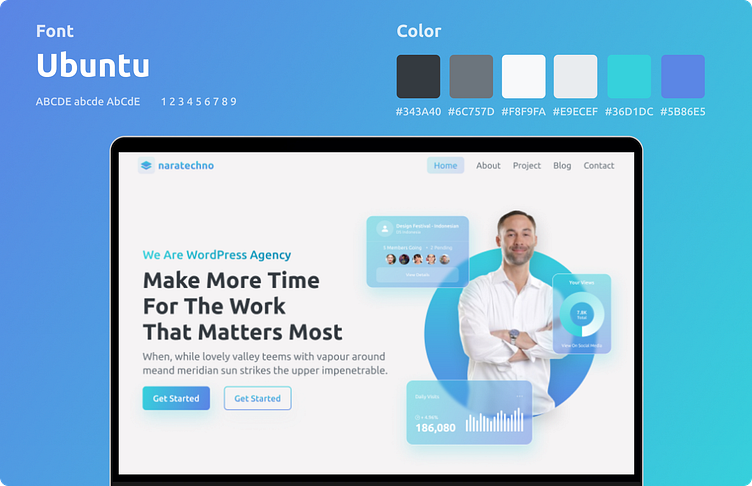 Font
Ubuntu
ABCDE abcde AbCdE 1 2 3 4 5 6 7 8 9
Color
#343A40 #6C757D #F8F9FA #E9ECEF #36D1DC #5B86E5
naratechno
Home About Project Blog Contact
We Are WordPress Agency
Make More Time
For The Work
That Matters Most
When, while lovely valley teems with vapour around
meand meridian sun strikes the upper impenetrable.
Get Started Get Started
Design Festival - Indonesian
5 Members Going 2 Pending
View Details
Your Views
7.8K
Total
View On Social Media
Daily Visits
+ 4.96%
186,080